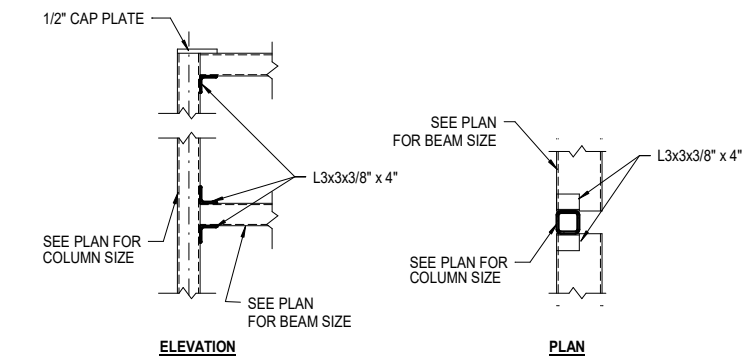 1/2" CAP PLATE
L3x3x3/8" x 4"
SEE PLAN FOR
COLUMN SIZE
SEE PLAN
FOR BEAM SIZE
ELEVATION
SEE PLAN
FOR BEAM SIZE
L3x3x3/8" x 4"
SEE PLAN FOR
COLUMN SIZE
PLAN